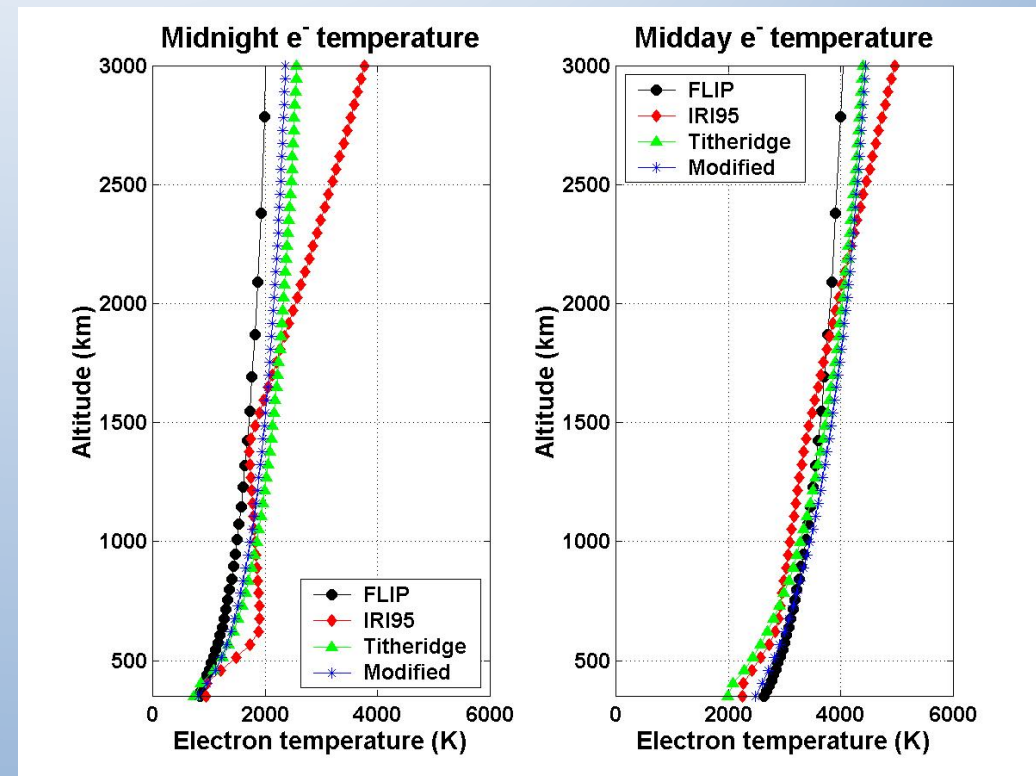 Midnight e⁻ temperature
3000
2500
2000
1500
1000
500
0
2000
4000
6000
Altitude (km)
Electron temperature (K)
FLIP
IRI95
Titheridge
Modified
Midday e⁻ temperature
3000
2500
2000
1500
1000
500
0
2000
4000
6000
Altitude (km)
Electron temperature (K)
FLIP
IRI95
Titheridge
Modified